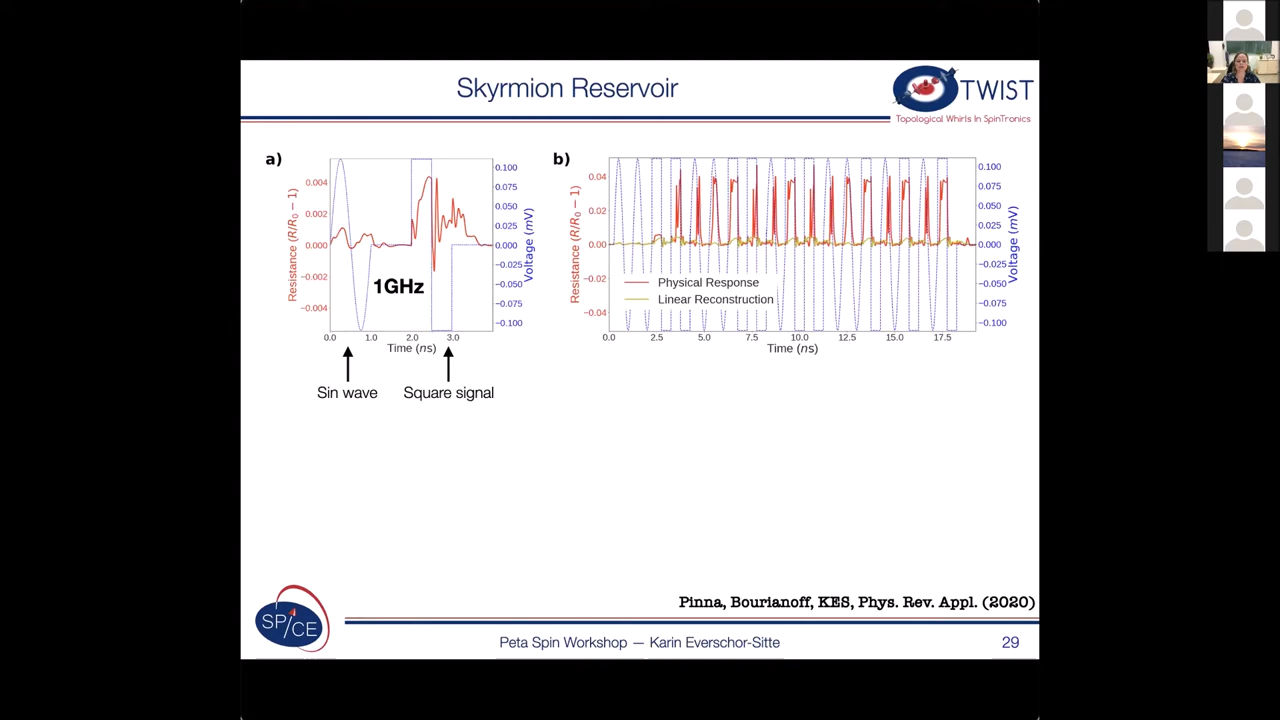 Skyrmion Reservoir
TWIST
Topological Whirls In SpinTronics
a)
Resistance (R/R₀ − 1)
0.004
0.002
0.000
−0.002
−0.004
0.100
0.075
0.050
0.025
0.000
−0.025
−0.050
−0.075
−0.100
Voltage (mV)
1GHz
0.0 1.0 2.0 3.0
Time (ns)
Sin wave
Square signal
b)
Resistance (R/R₀ − 1)
0.04
0.02
0.00
−0.02
−0.04
0.100
0.075
0.050
0.025
0.000
−0.025
−0.050
−0.075
−0.100
Voltage (mV)
Physical Response
Linear Reconstruction
0.0 2.5 5.0 7.5 10.0 12.5 15.0 17.5
Time (ns)
Pinna, Bourianoff, KES, Phys. Rev. Appl. (2020)
SP/CE
Peta Spin Workshop — Karin Everschor-Sitte
29